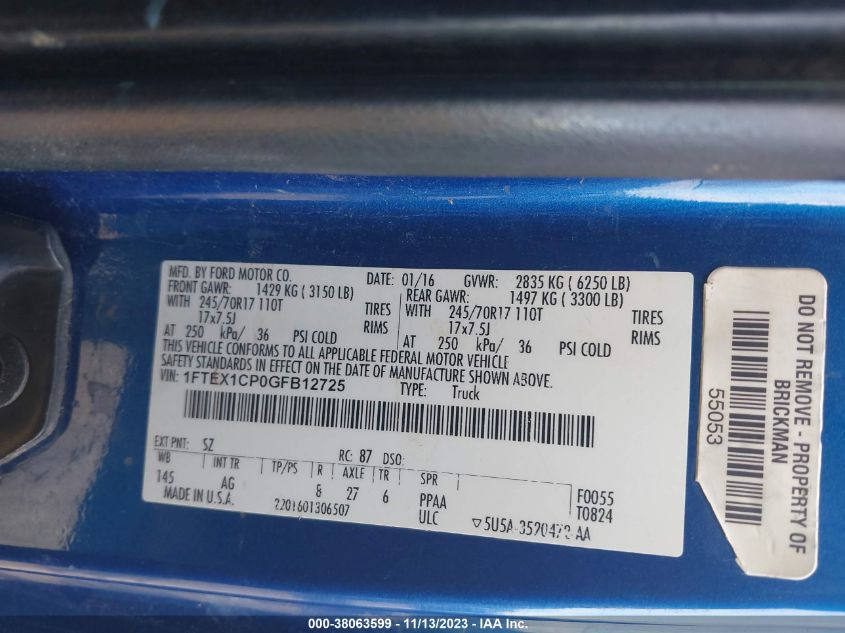 MFD. BY FORD MOTOR CO.
DATE: 01/16 GVWR: 2835 KG ( 6250 LB)
FRONT GAWR: 1429 KG ( 3150 LB)
REAR GAWR: 1497 KG ( 3300 LB)
WITH 245/70R17 110T TIRES
WITH 245/70R17 110T TIRES
17x7.5J RIMS
17x7.5J RIMS
AT 250 kPa/ 36 PSI COLD
AT 250 kPa/ 36 PSI COLD
THIS VEHICLE CONFORMS TO ALL APPLICABLE FEDERAL MOTOR VEHICLE
SAFETY STANDARDS IN EFFECT ON THE DATE OF MANUFACTURE SHOWN ABOVE.
VIN: 1FTEX1CP0GFB12725 TYPE: Truck
EXT PNT: SZ RC: 87 DSO:
WB INT TR TP/PS R AXLE TR SPR
145 AG 8 27 6 PPAA F0055
ULC T0824
MADE IN U.S.A. 2201601306507
▽5U5A-3520472-AA
DO NOT REMOVE - PROPERTY OF
BRICKMAN
55053
000-38063599 - 11/13/2023 - IAA Inc.